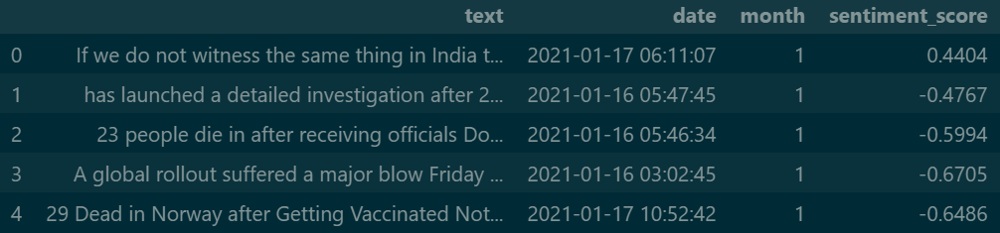 text date month sentiment_score
0 If we do not witness the same thing in India t... 2021-01-17 06:11:07 1 0.4404
1 has launched a detailed investigation after 2... 2021-01-16 05:47:45 1 -0.4767
2 23 people die in after receiving officials Do... 2021-01-16 05:46:34 1 -0.5994
3 A global rollout suffered a major blow Friday ... 2021-01-16 03:02:45 1 -0.6705
4 29 Dead in Norway after Getting Vaccinated Not... 2021-01-17 10:52:42 1 -0.6486